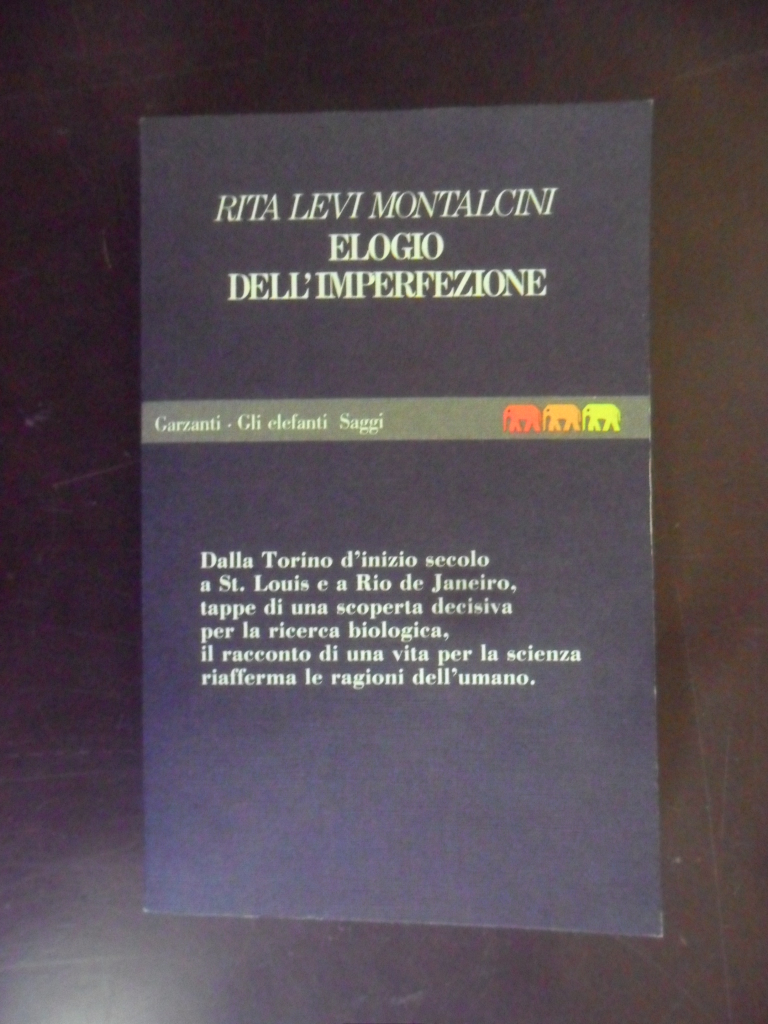 RITA LEVI MONTALCINI
ELOGIO
DELL'IMPERFEZIONE
Garzanti · Gli elefanti Saggi
Dalla Torino d'inizio secolo
a St. Louis e a Rio de Janeiro,
tappe di una scoperta decisiva
per la ricerca biologica,
il racconto di una vita per la scienza
riafferma le ragioni dell'umano.